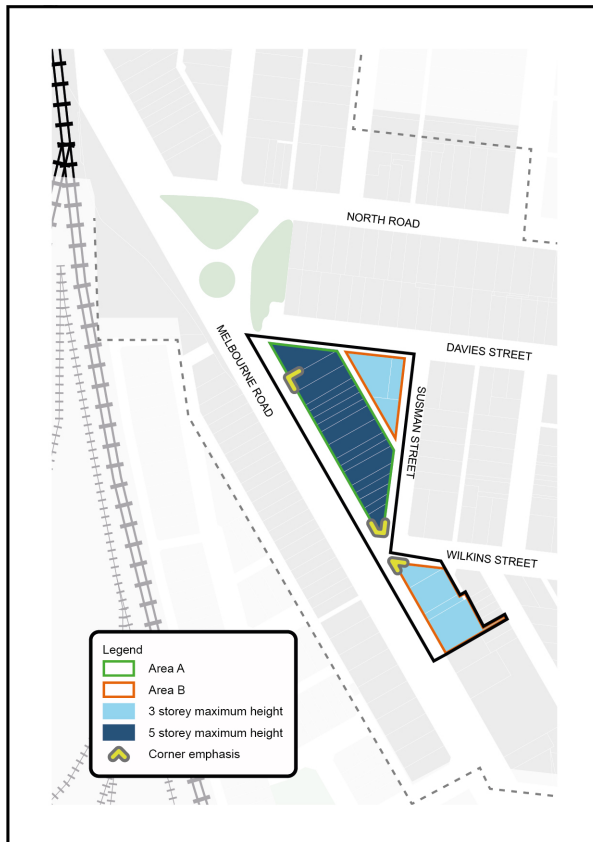 NORTH ROAD
MELBOURNE ROAD
DAVIES STREET
SUSMAN STREET
WILKINS STREET
Legend
Area A
Area B
3 storey maximum height
5 storey maximum height
Corner emphasis